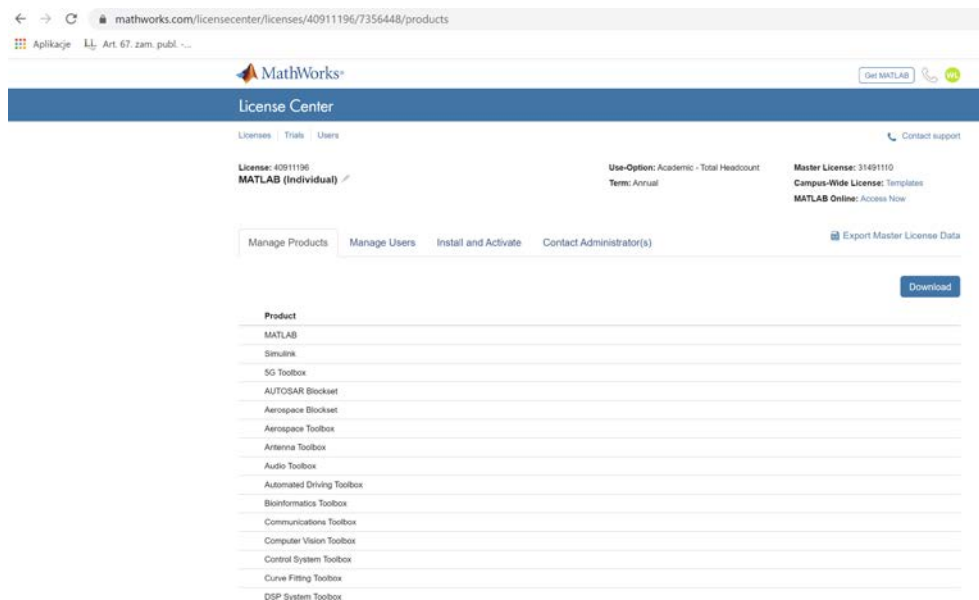 mathworks.com/licensecenter/licenses/40911196/7356448/products
Aplikacje Art. 67. zam. publ. -...
MathWorks®
Get MATLAB WL
License Center
Licenses Trials Users Contact support
License: 40911196 Use-Option: Academic - Total Headcount Master License: 31491110
MATLAB (Individual) Term: Annual Campus-Wide License: Templates
MATLAB Online: Access Now
Manage Products Manage Users Install and Activate Contact Administrator(s) Export Master License Data
Download
Product
MATLAB
Simulink
5G Toolbox
AUTOSAR Blockset
Aerospace Blockset
Aerospace Toolbox
Antenna Toolbox
Audio Toolbox
Automated Driving Toolbox
Bioinformatics Toolbox
Communications Toolbox
Computer Vision Toolbox
Control System Toolbox
Curve Fitting Toolbox
DSP System Toolbox